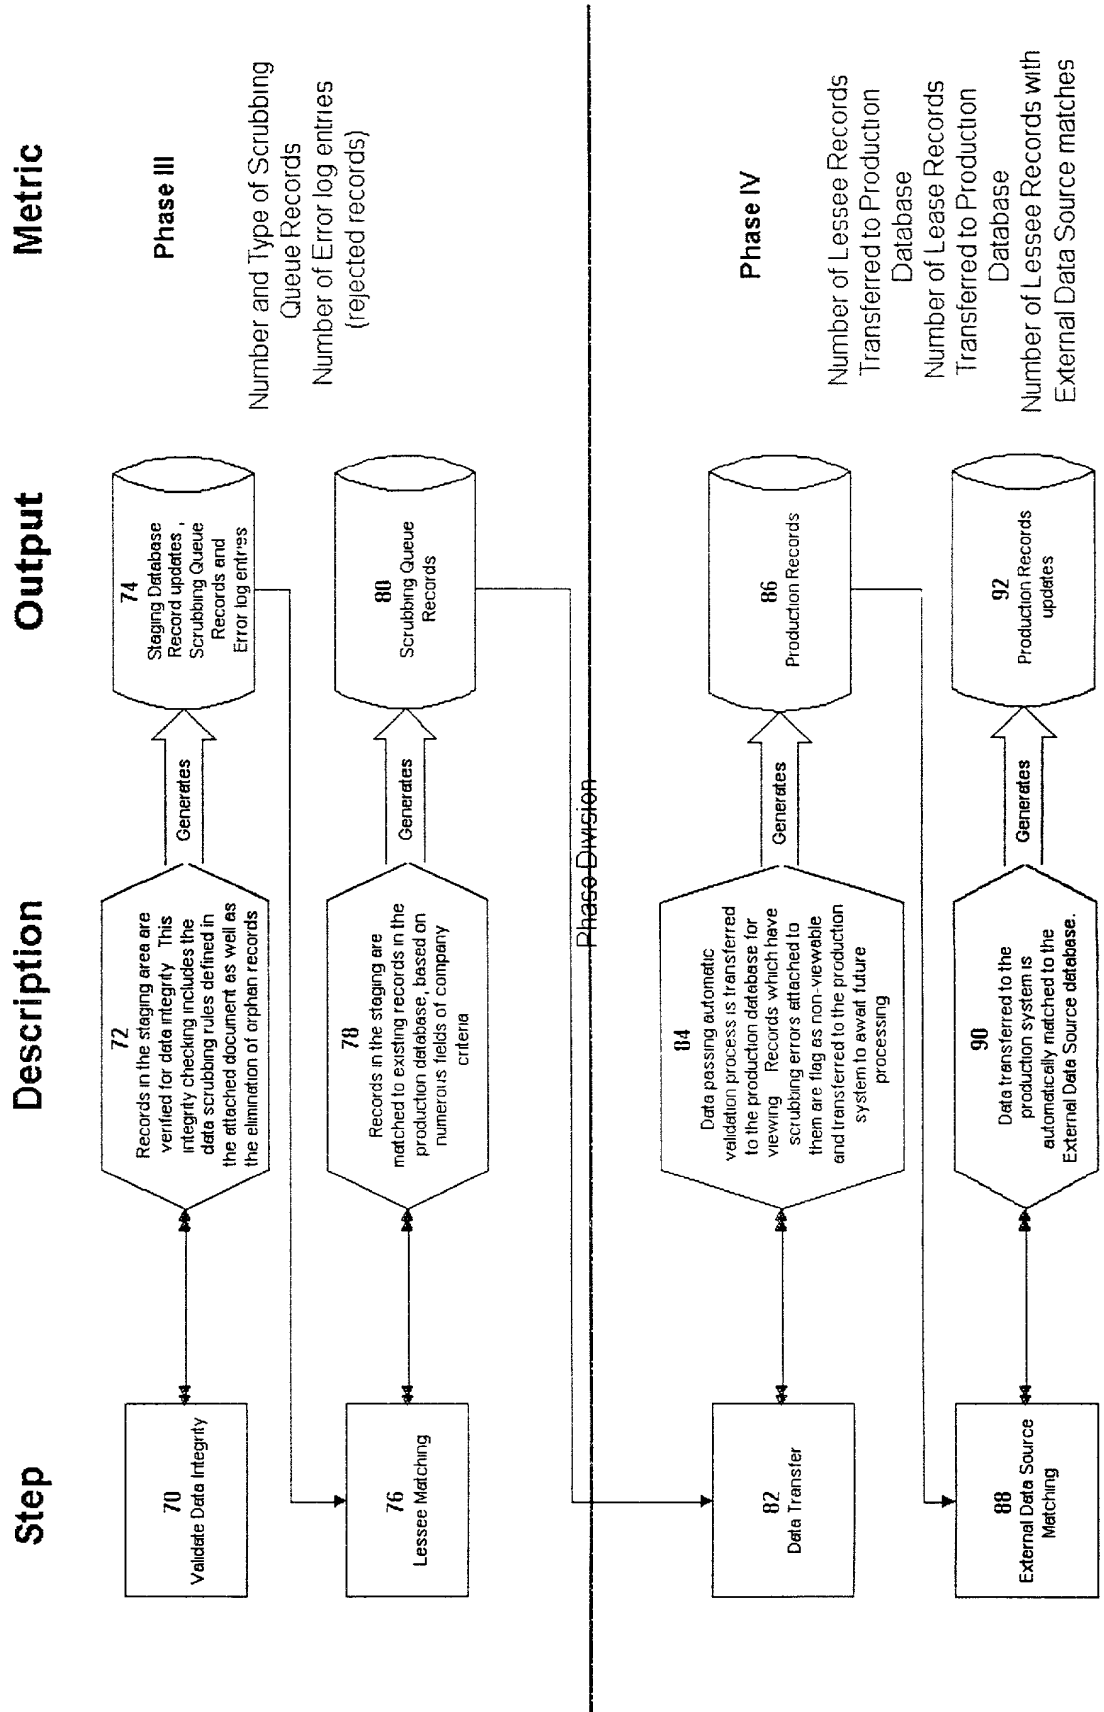 Step
Description
Output
Metric
70
Validate Data Integrity
72
Records in the staging area are
verified for data integrity This
integrity checking includes the
data scrubbing rules defined in
the attached document as well as
the elimination of orphan records
Generates
74
Staging Database
Record updates,
Scrubbing Queue
Records and
Error log entries
Phase III
Number and Type of Scrubbing
Queue Records
Number of Error log entries
(rejected records)
76
Lessee Matching
78
Records in the staging are
matched to existing records in the
production database, based on
numerous fields of company
criteria
Generates
80
Scrubbing Queue
Records
Phase Division
82
Data Transfer
84
Data passing automatic
validation process is transferred
to the production database for
viewing Records which have
scrubbing errors attached to
them are flag as non-viewable
and transferred to the production
system to await future
processing
Generates
86
Production Records
Phase IV
Number of Lessee Records
Transferred to Production
Database
Number of Lease Records
Transferred to Production
Database
Number of Lessee Records with
External Data Source matches
88
External Data Source
Matching
90
Data transferred to the
production system is
automatically matched to the
External Data Source database.
Generates
92
Production Records
updates